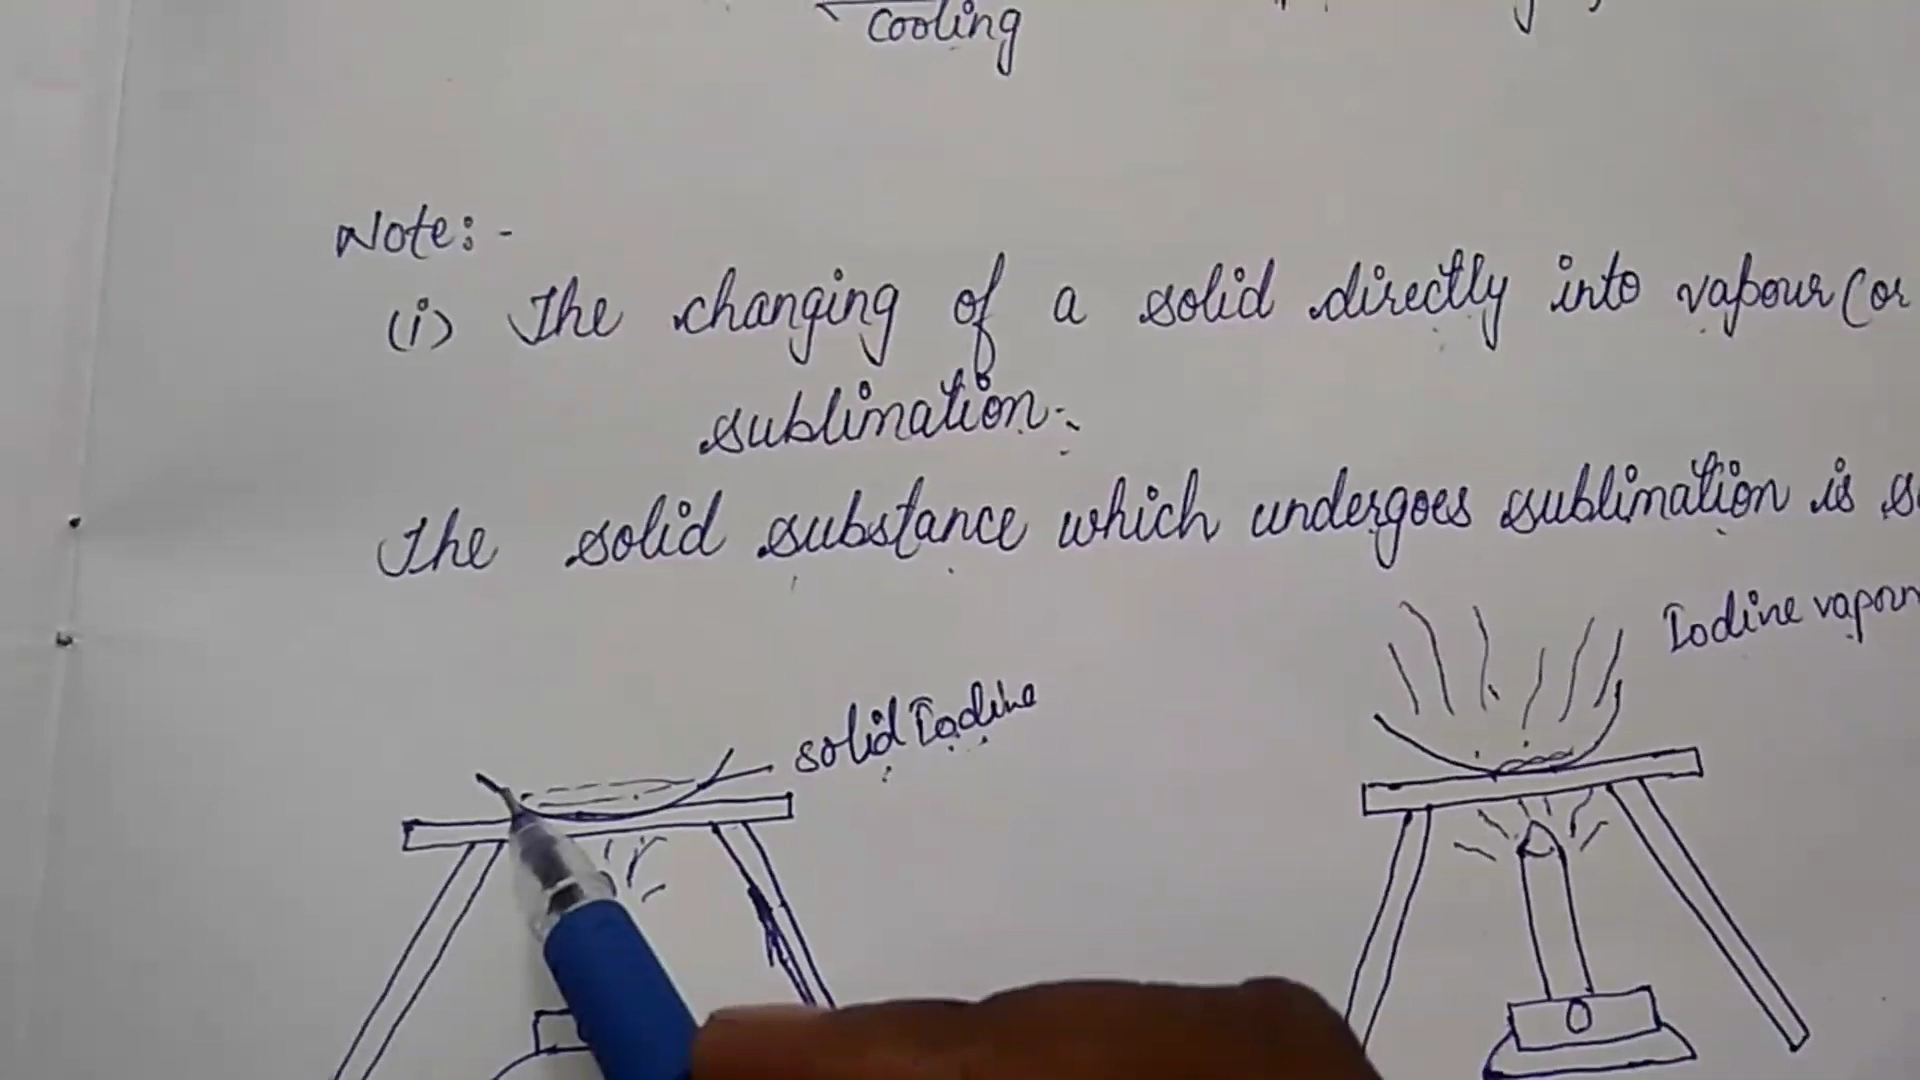 cooling
Note:-
(i) The changing of a solid directly into vapour (or
sublimation.
The solid substance which undergoes sublimation is
Iodine vapour
solid Iodine